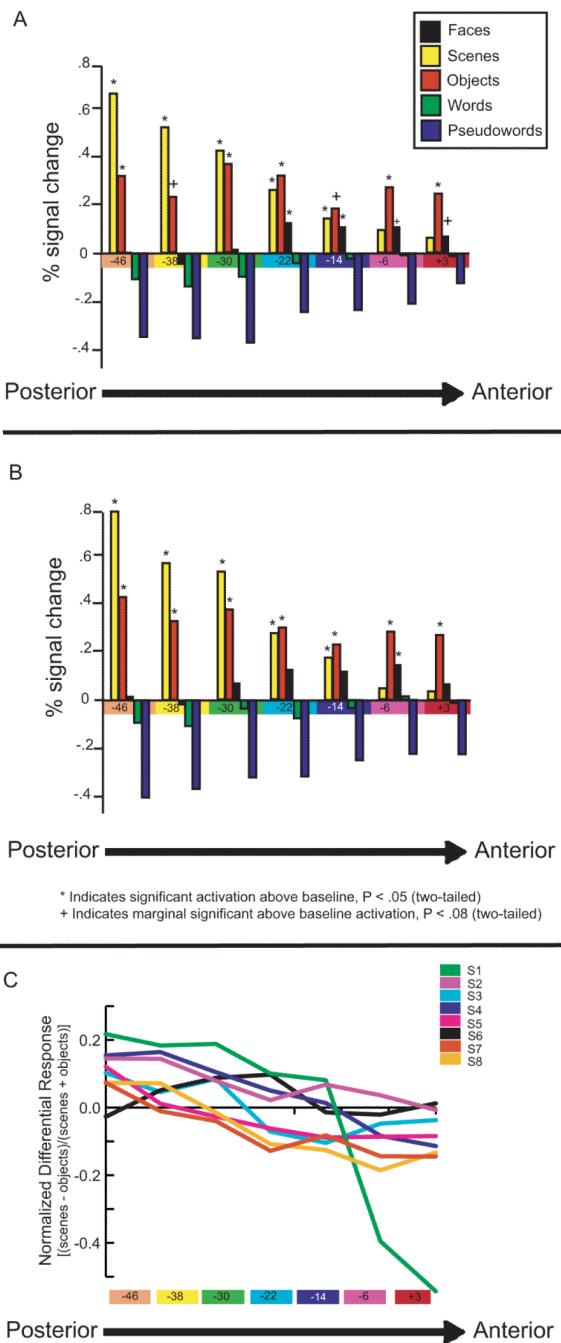 A
Faces
Scenes
Objects
Words
Pseudowords
% signal change
.8
.6
.4
.2
0
-.2
-.4
* * * + * * * * * * + * * + * +
-46 -38 -30 -22 -14 -6 +3
Posterior Anterior
B
% signal change
.8
.6
.4
.2
0
-.2
-.4
* * * * * * * * * * * * *
-46 -38 -30 -22 -14 -6 +3
Posterior Anterior
* Indicates significant activation above baseline, P < .05 (two-tailed)
+ Indicates marginal significant above baseline activation, P < .08 (two-tailed)
C
S1
S2
S3
S4
S5
S6
S7
S8
Normalized Differential Response
[(scenes - objects)/(scenes + objects)]
0.2
0.0
-0.2
-0.4
-46 -38 -30 -22 -14 -6 +3
Posterior Anterior